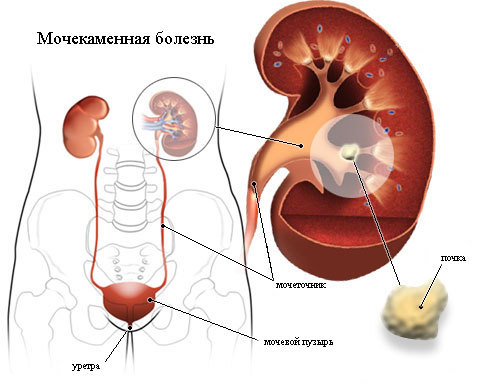 Мочекаменная болезнь
почка
мочеточник
мочевой пузырь
уретра